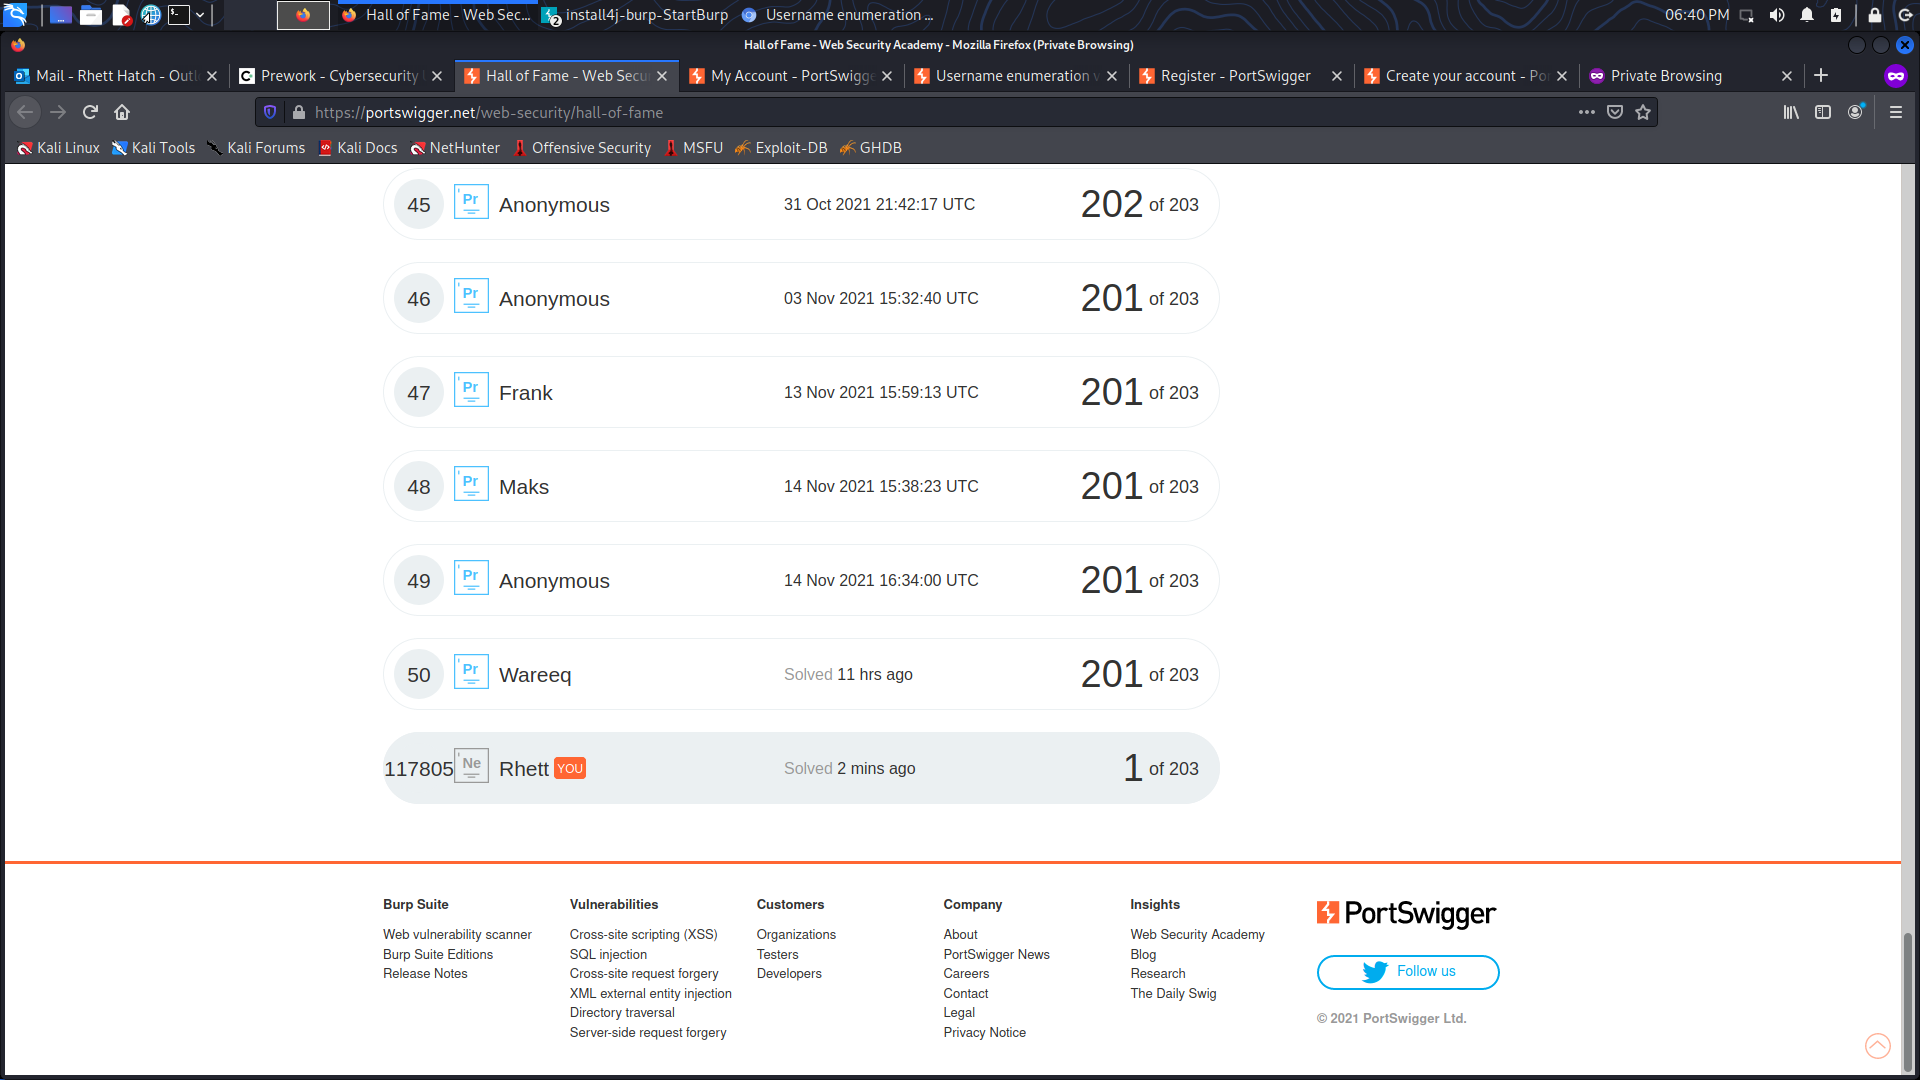 Hall of Fame - Web Sec...
2
install4j-burp-StartBurp
Username enumeration ...
06:40 PM
Hall of Fame - Web Security Academy - Mozilla Firefox (Private Browsing)
Mail - Rhett Hatch - Outl
Prework - Cybersecurity
Hall of Fame - Web Secu
My Account - PortSwigge
Username enumeration v
Register - PortSwigger
Create your account - Po
Private Browsing
https://portswigger.net/web-security/hall-of-fame
Kali Linux
Kali Tools
Kali Forums
Kali Docs
NetHunter
Offensive Security
MSFU
Exploit-DB
GHDB
45 Pr Anonymous 31 Oct 2021 21:42:17 UTC 202 of 203
46 Pr Anonymous 03 Nov 2021 15:32:40 UTC 201 of 203
47 Pr Frank 13 Nov 2021 15:59:13 UTC 201 of 203
48 Pr Maks 14 Nov 2021 15:38:23 UTC 201 of 203
49 Pr Anonymous 14 Nov 2021 16:34:00 UTC 201 of 203
50 Pr Wareeq Solved 11 hrs ago 201 of 203
117805 Ne Rhett YOU Solved 2 mins ago 1 of 203
Burp Suite
Web vulnerability scanner
Burp Suite Editions
Release Notes
Vulnerabilities
Cross-site scripting (XSS)
SQL injection
Cross-site request forgery
XML external entity injection
Directory traversal
Server-side request forgery
Customers
Organizations
Testers
Developers
Company
About
PortSwigger News
Careers
Contact
Legal
Privacy Notice
Insights
Web Security Academy
Blog
Research
The Daily Swig
PortSwigger
Follow us
© 2021 PortSwigger Ltd.